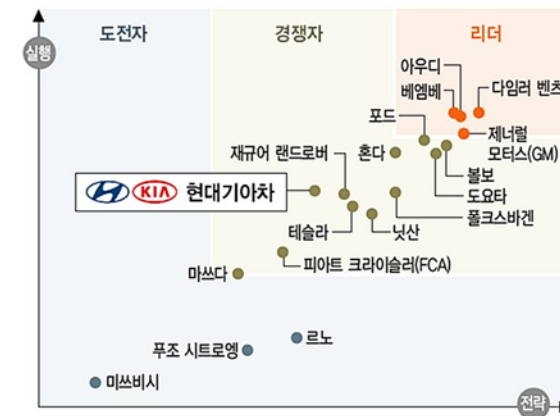 도전자
경쟁자
리더
실행
아우디
베엠베
다임러 벤츠
포드
제너럴
모터스(GM)
재규어 랜드로버
혼다
볼보
KIA 현대기아차
도요타
폴크스바겐
테슬라
닛산
피아트 크라이슬러(FCA)
마쓰다
르노
푸조 시트로엥
미쓰비시
전략